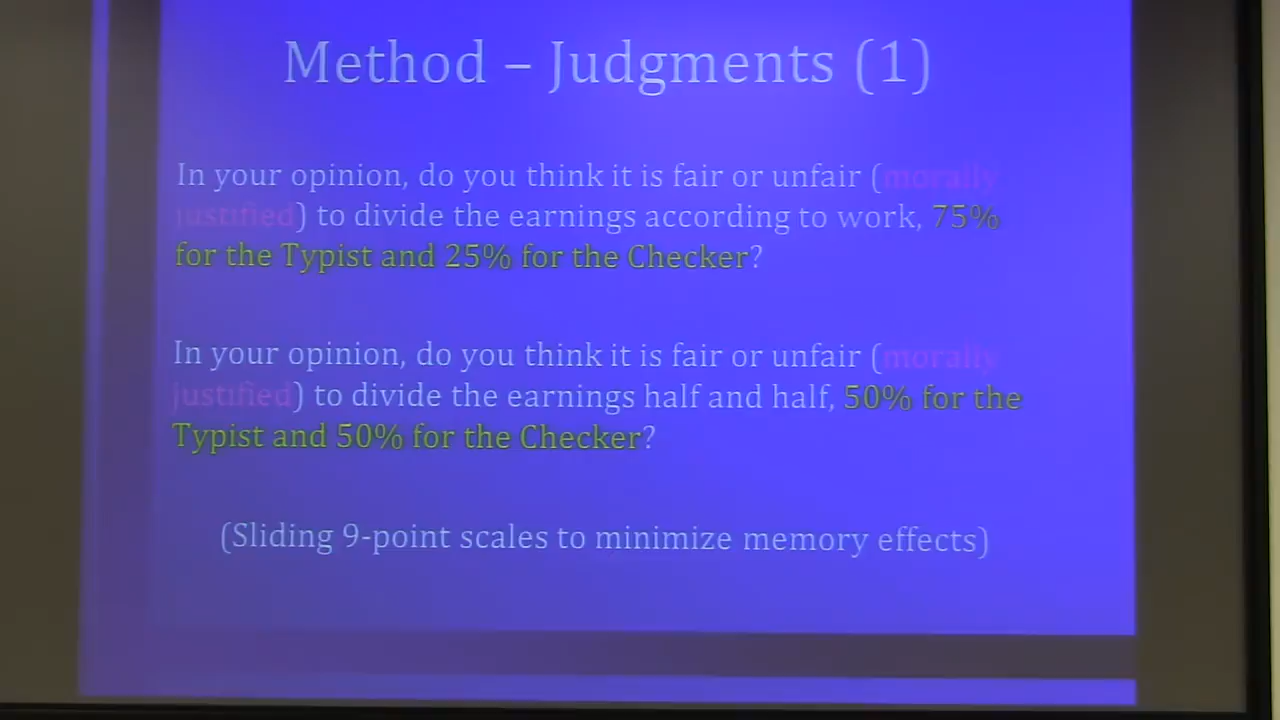 Method – Judgments (1)
In your opinion, do you think it is fair or unfair (morally
justified) to divide the earnings according to work, 75%
for the Typist and 25% for the Checker?
In your opinion, do you think it is fair or unfair (morally
justified) to divide the earnings half and half, 50% for the
Typist and 50% for the Checker?
(Sliding 9-point scales to minimize memory effects)